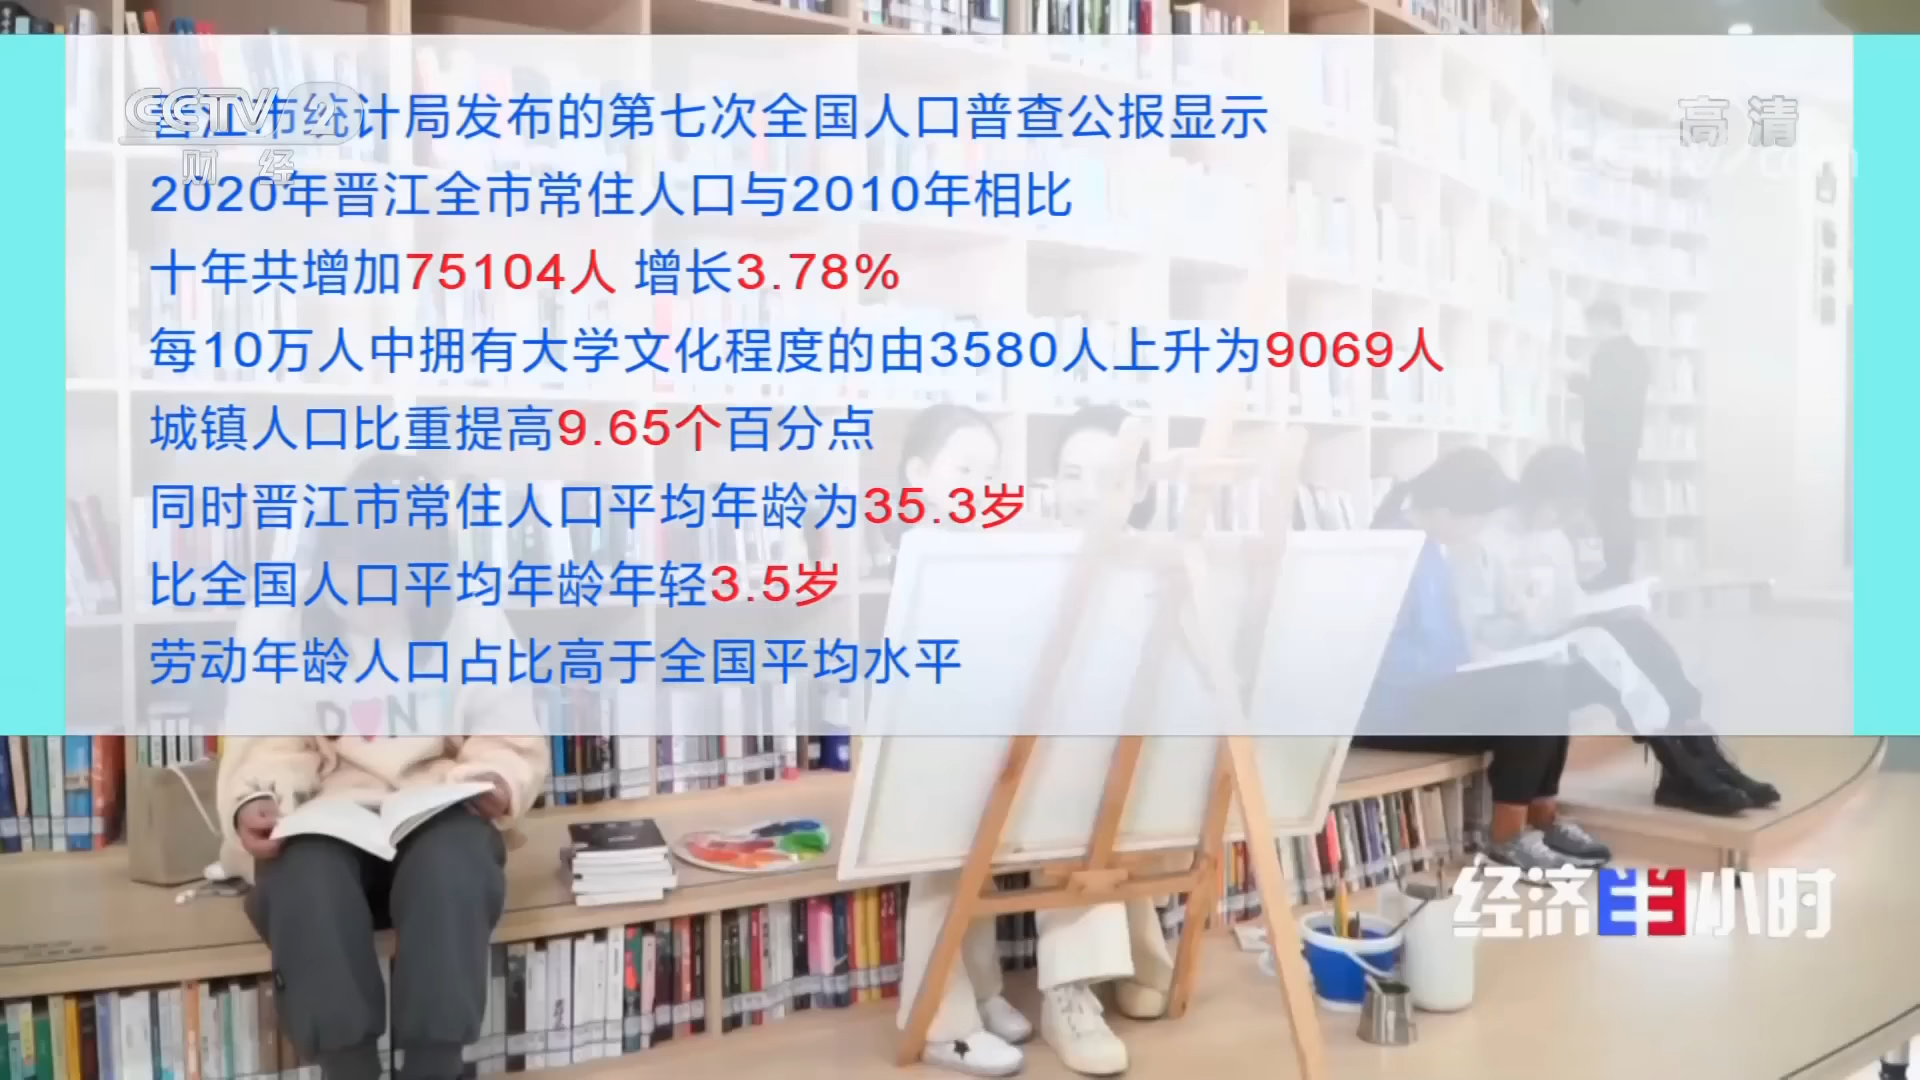 CCTV 2
财 经
高清
晋江市统计局发布的第七次全国人口普查公报显示
2020年晋江全市常住人口与2010年相比
十年共增加75104人 增长3.78%
每10万人中拥有大学文化程度的由3580人上升为9069人
城镇人口比重提高9.65个百分点
同时晋江市常住人口平均年龄为35.3岁
比全国人口平均年龄年轻3.5岁
劳动年龄人口占比高于全国平均水平
经济半小时